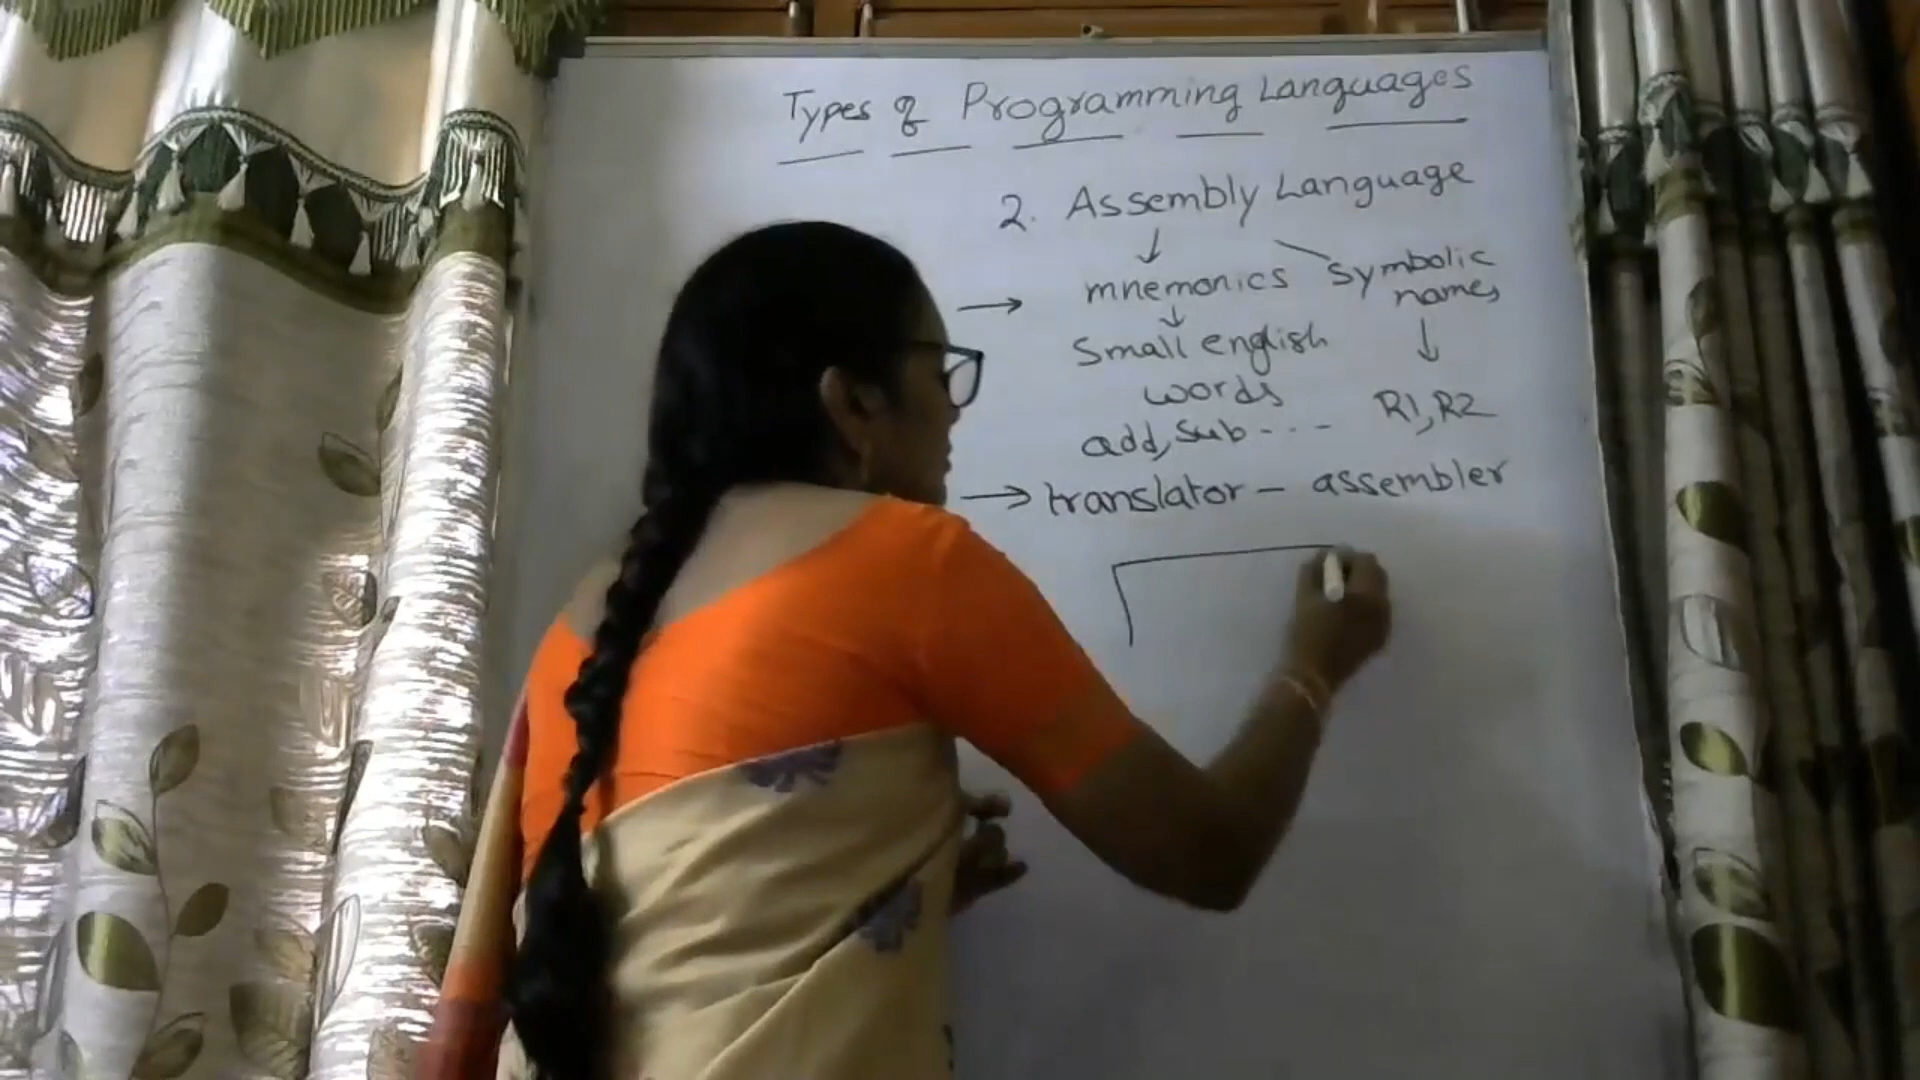 Types of Programming Languages
2. Assembly Language
mnemonics symbolic names
small english words
R1, R2
add, sub - - -
translator - assembler